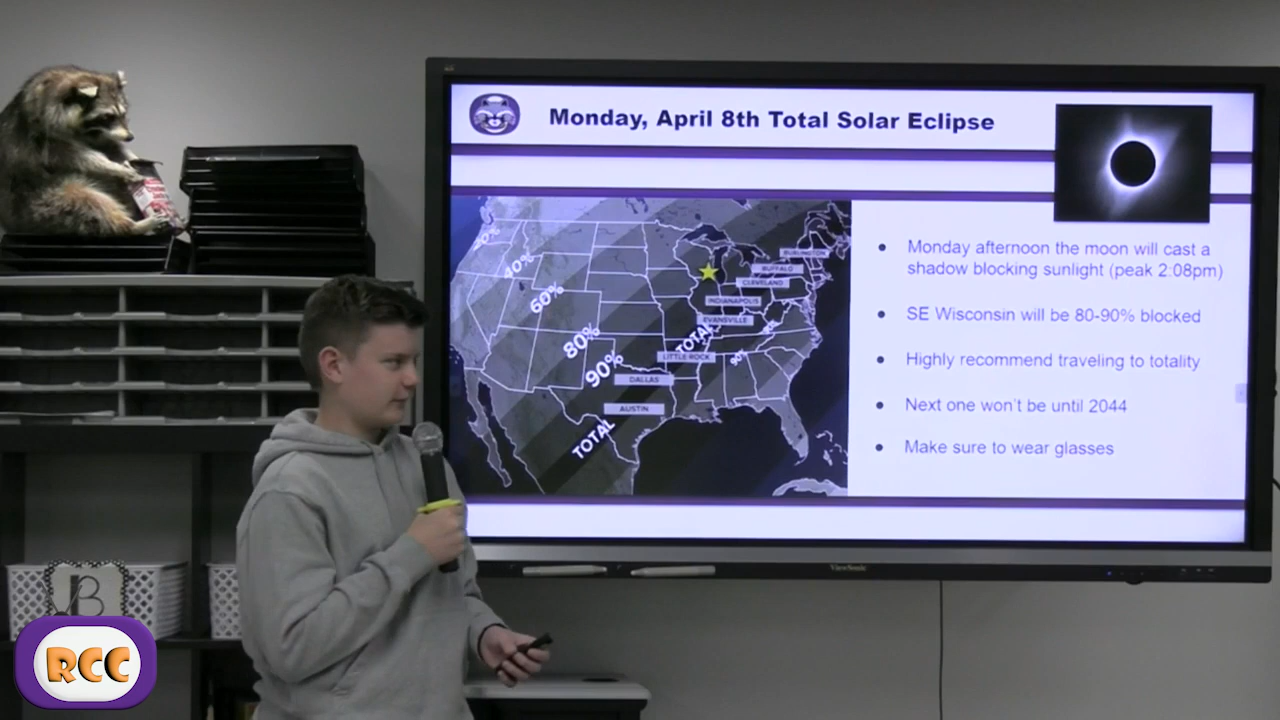 Monday, April 8th Total Solar Eclipse
Monday afternoon the moon will cast a
shadow blocking sunlight (peak 2:08pm)
SE Wisconsin will be 80-90% blocked
Highly recommend traveling to totality
Next one won't be until 2044
Make sure to wear glasses
20%
40%
60%
80%
90%
TOTAL
BURLINGTON
BUFFALO
CLEVELAND
INDIANAPOLIS
EVANSVILLE
TOTAL
90%
LITTLE ROCK
DALLAS
AUSTIN
ViewSonic
B
RCC